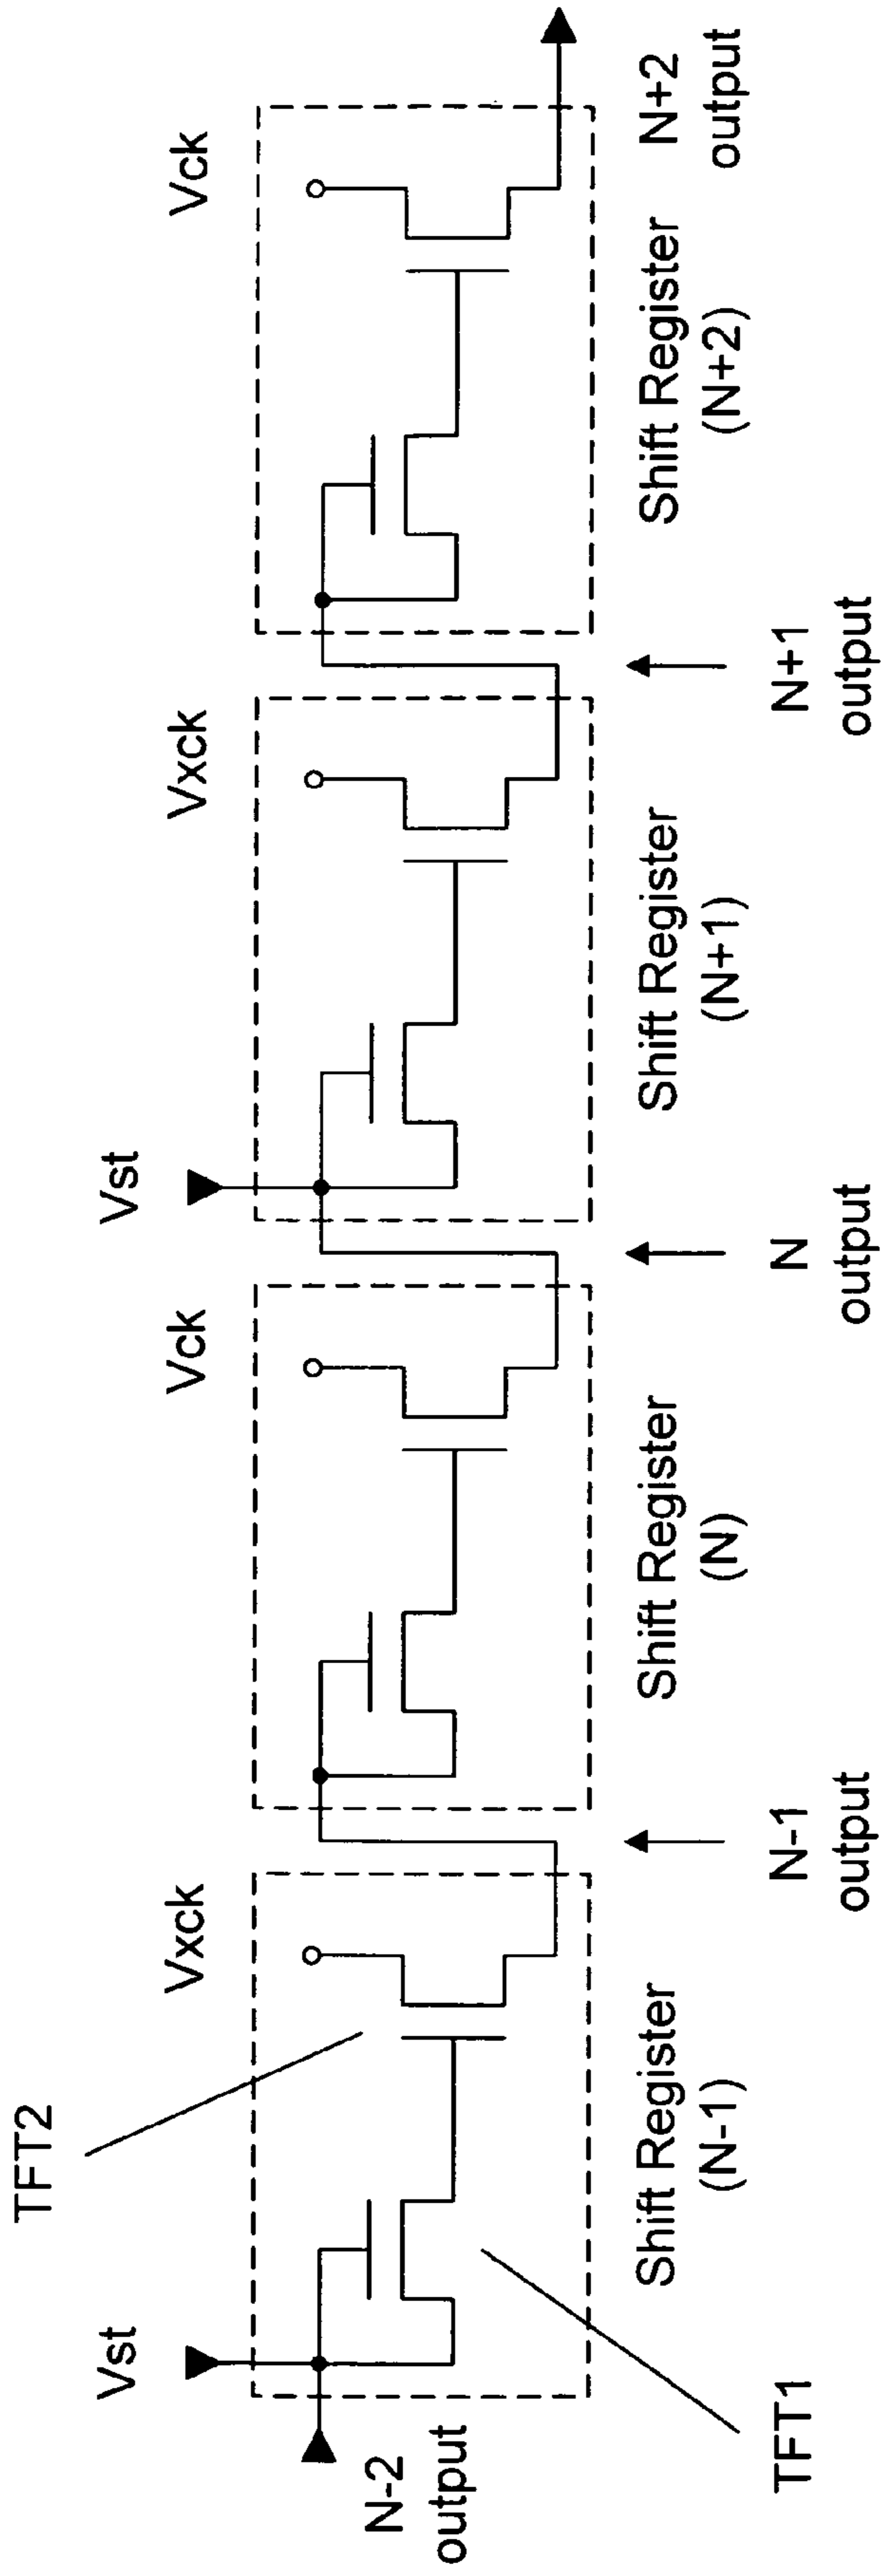 Vst
Vxck
Vst
Vck
Vxck
Vck
TFT2
N-2
output
TFT1
Shift Register
(N-1)
N-1
output
Shift Register
(N)
N
output
Shift Register
(N+1)
N+1
output
Shift Register
(N+2)
N+2
output